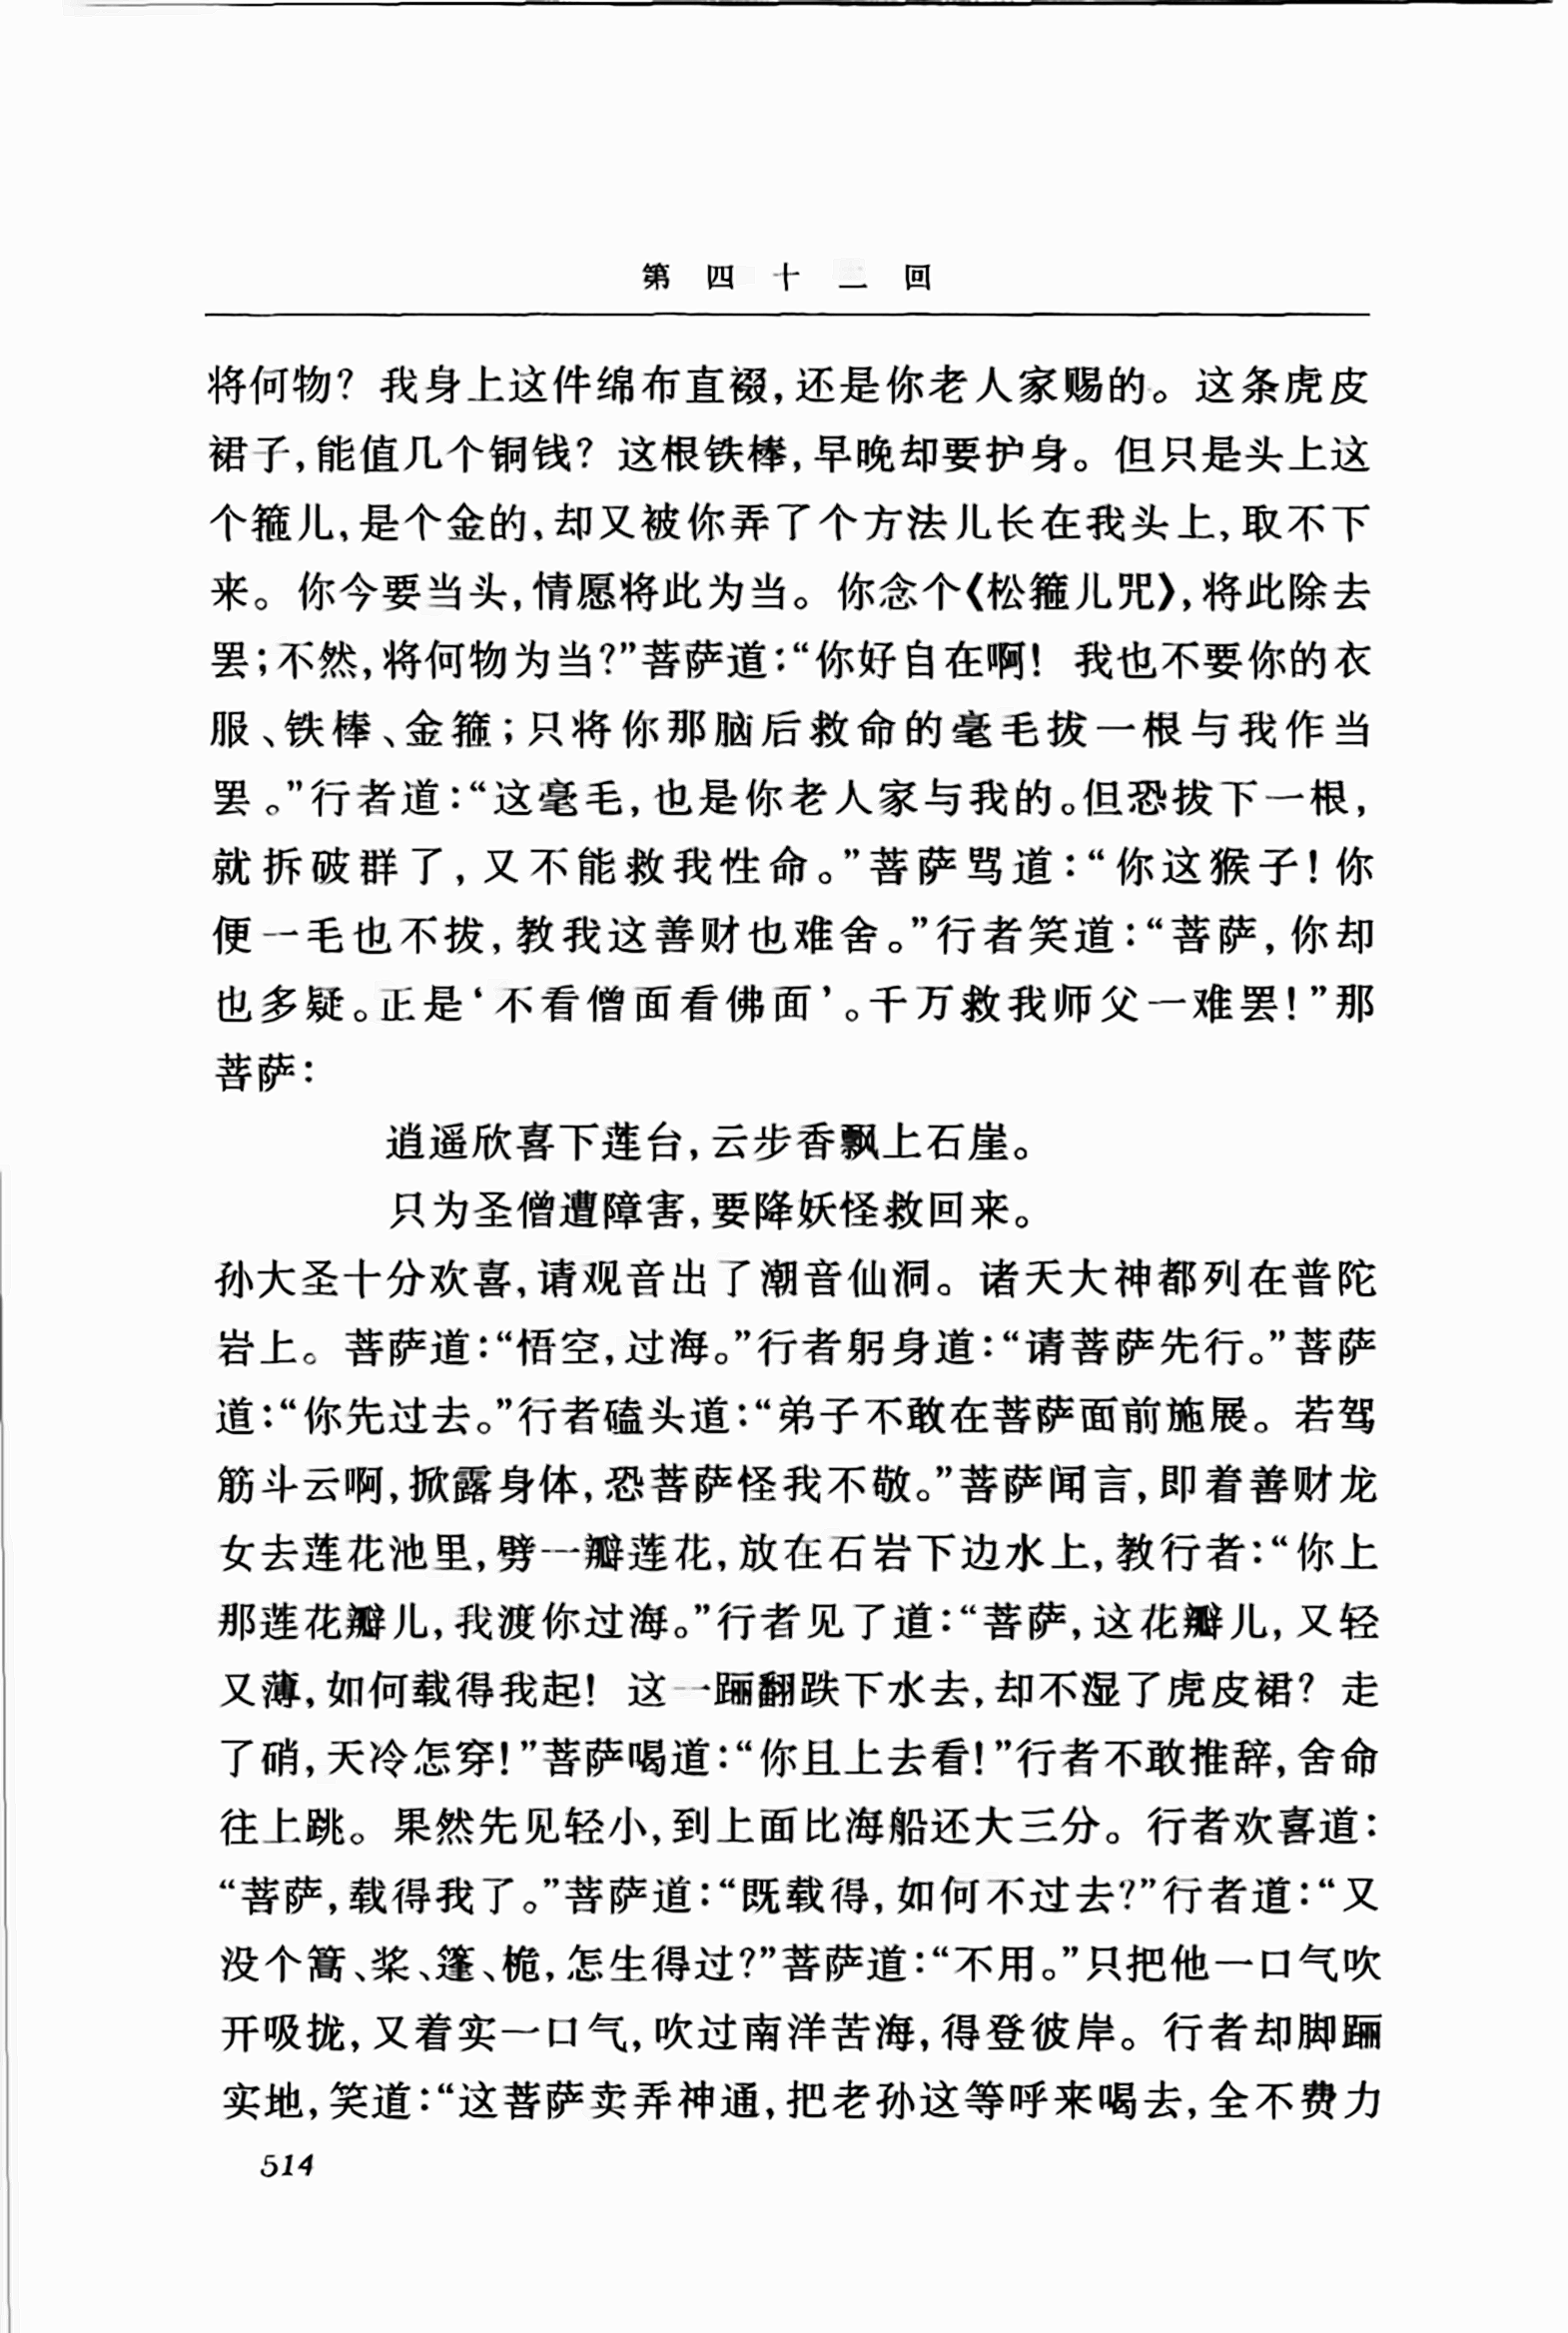 第四十二回
将何物？我身上这件绵布直裰，还是你老人家赐的。这条虎皮
裙子，能值几个铜钱？这根铁棒，早晚却要护身。但只是头上这
个箍儿，是个金的，却又被你弄了个方法儿长在我头上，取不下
来。你今要当头，情愿将此为当。你念个《松箍儿咒》，将此除去
罢；不然，将何物为当？”菩萨道：“你好自在啊！我也不要你的衣
服、铁棒、金箍；只将你那脑后救命的毫毛拔一根与我作当
罢。”行者道：“这毫毛，也是你老人家与我的。但恐拔下一根，
就拆破群了，又不能救我性命。”菩萨骂道：“你这猴子！你
便一毛也不拔，教我这善财也难舍。”行者笑道：“菩萨，你却
也多疑。正是‘不看僧面看佛面’。千万救我师父一难罢！”那
菩萨：
逍遥欣喜下莲台，云步香飘上石崖。
只为圣僧遭障害，要降妖怪救回来。
孙大圣十分欢喜，请观音出了潮音仙洞。诸天大神都列在普陀
岩上。菩萨道：“悟空，过海。”行者躬身道：“请菩萨先行。”菩萨
道：“你先过去。”行者磕头道：“弟子不敢在菩萨面前施展。若驾
筋斗云啊，掀露身体，恐菩萨怪我不敬。”菩萨闻言，即着善财龙
女去莲花池里，劈一瓣莲花，放在石岩下边水上，教行者：“你上
那莲花瓣儿，我渡你过海。”行者见了道：“菩萨，这花瓣儿，又轻
又薄，如何载得我起！这一𨁣翻跌下水去，却不湿了虎皮裙？走
了硝，天冷怎穿！”菩萨喝道：“你且上去看！”行者不敢推辞，舍命
往上跳。果然先见轻小，到上面比海船还大三分。行者欢喜道：
“菩萨，载得我了。”菩萨道：“既载得，如何不过去？”行者道：“又
没个篙、桨、篷、桅，怎生得过？”菩萨道：“不用。”只把他一口气吹
开吸拢，又着实一口气，吹过南洋苦海，得登彼岸。行者却脚𨁣
实地，笑道：“这菩萨卖弄神通，把老孙这等呼来喝去，全不费力
514